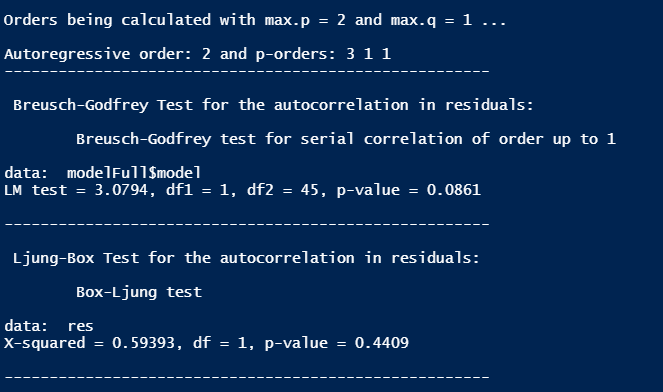 Orders being calculated with max.p = 2 and max.q = 1 ...
Autoregressive order: 2 and p-orders: 3 1 1
------------------------------------------------------
Breusch-Godfrey Test for the autocorrelation in residuals:
Breusch-Godfrey test for serial correlation of order up to 1
data:  modelFull$model
LM test = 3.0794, df1 = 1, df2 = 45, p-value = 0.0861
------------------------------------------------------
Ljung-Box Test for the autocorrelation in residuals:
Box-Ljung test
data:  res
X-squared = 0.59393, df = 1, p-value = 0.4409
------------------------------------------------------